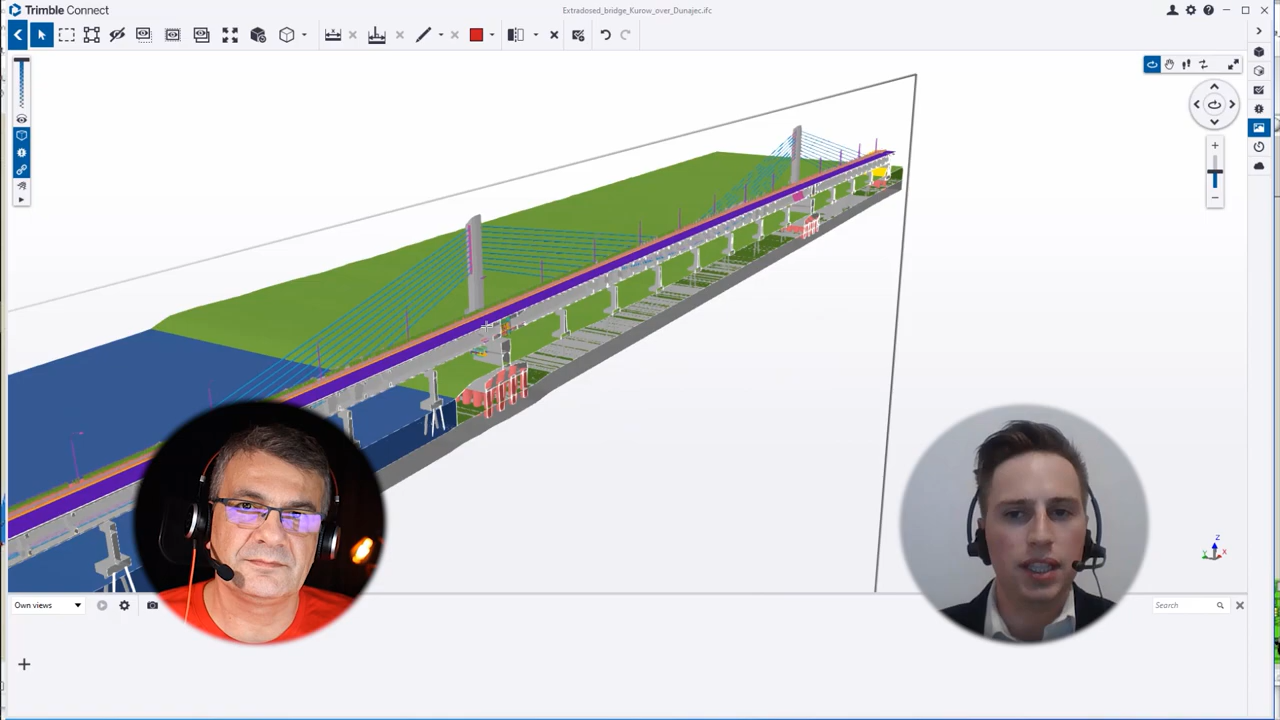 Trimble Connect
Extradosed_bridge_Kurow_over_Dunajec.ifc
Z
Y
X
Own views
Search